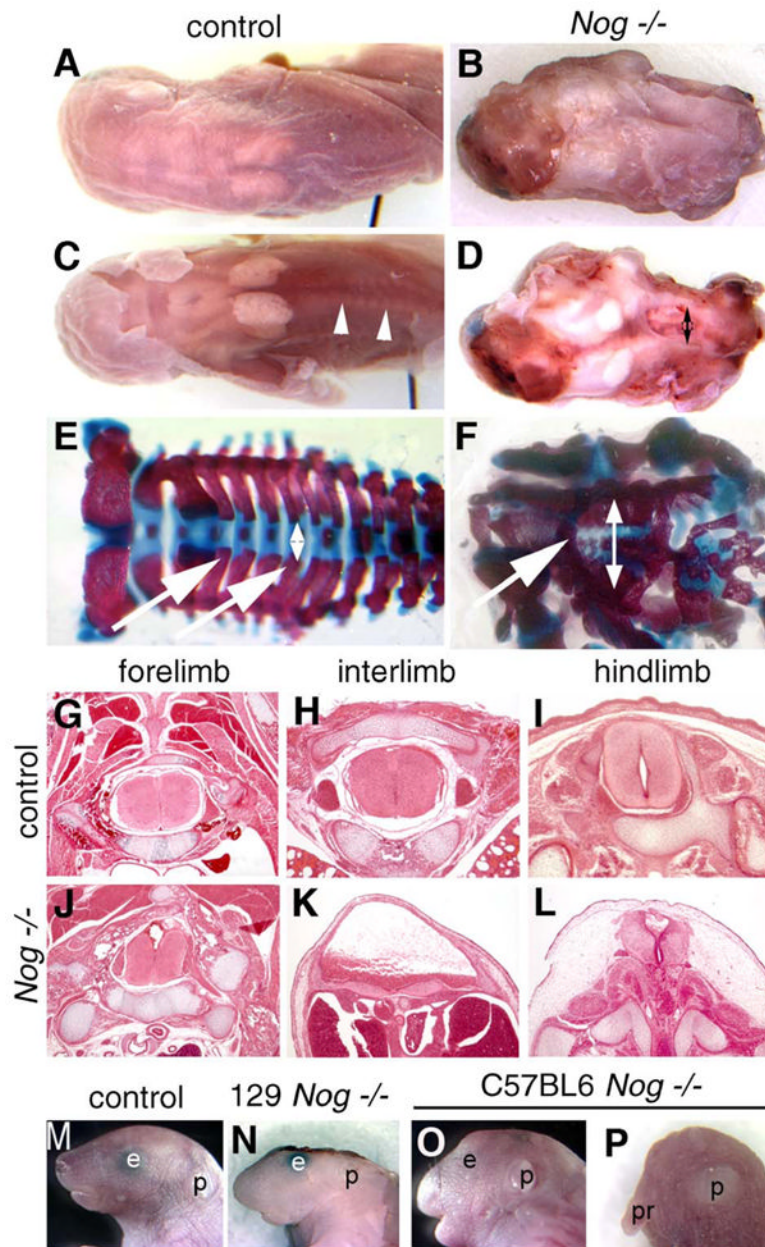 control Nog -/-
A B
C D
E F
forelimb interlimb hindlimb
control
G H I
Nog -/-
J K L
control 129 Nog -/- C57BL6 Nog -/-
M N O P
e e e
p p p p
pr